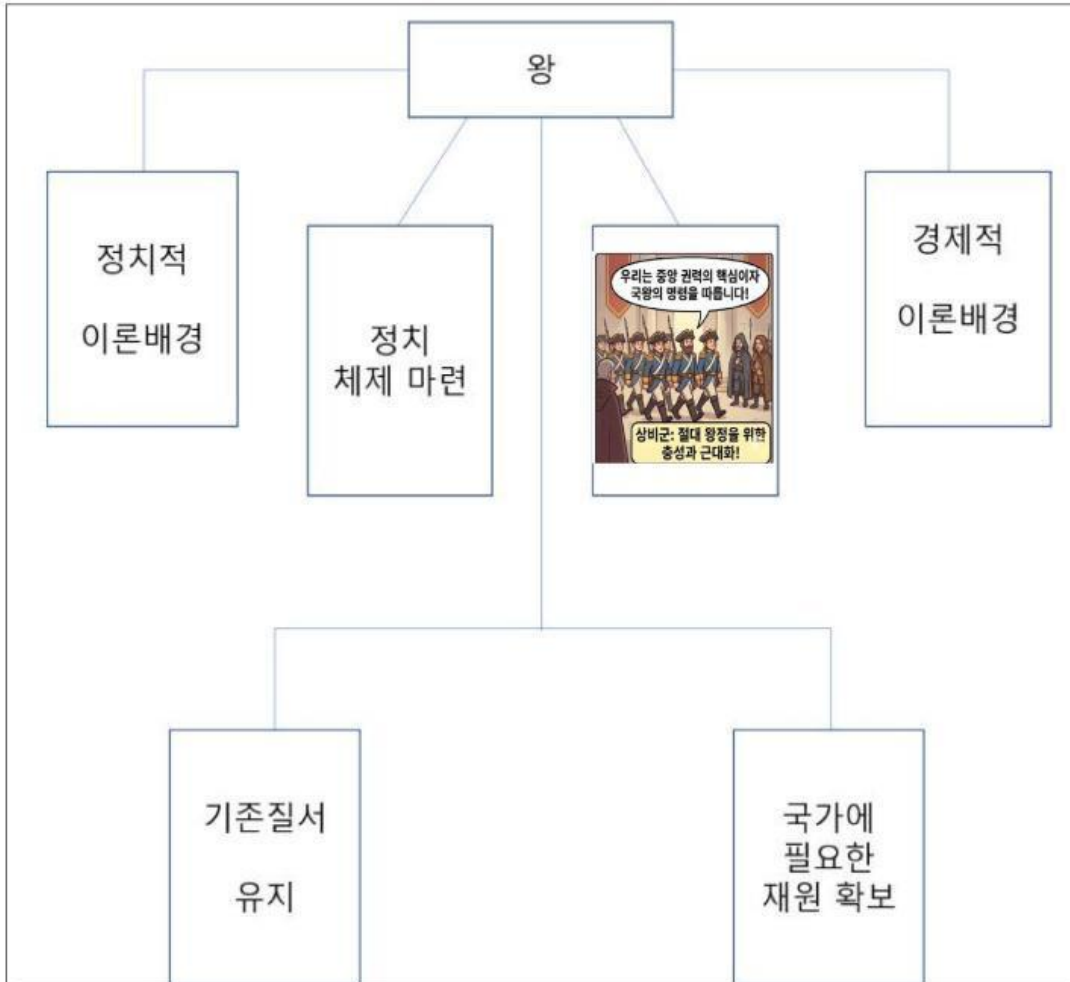 왕
정치적
이론배경
정치
체제 마련
우리는 중앙 권력의 핵심이자
국왕의 명령을 따릅니다!
상비군: 절대 왕정을 위한
충성과 근대화!
경제적
이론배경
기존질서
유지
국가에
필요한
재원 확보